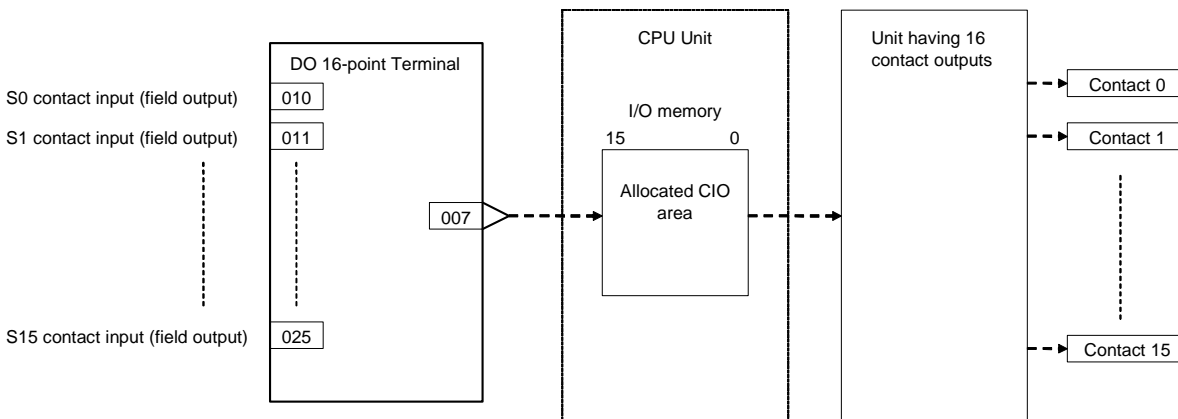 S0 contact input (field output)
S1 contact input (field output)
S15 contact input (field output)
DO 16-point Terminal
010
011
025
007
CPU Unit
I/O memory
15 0
Allocated CIO
area
Unit having 16
contact outputs
Contact 0
Contact 1
Contact 15